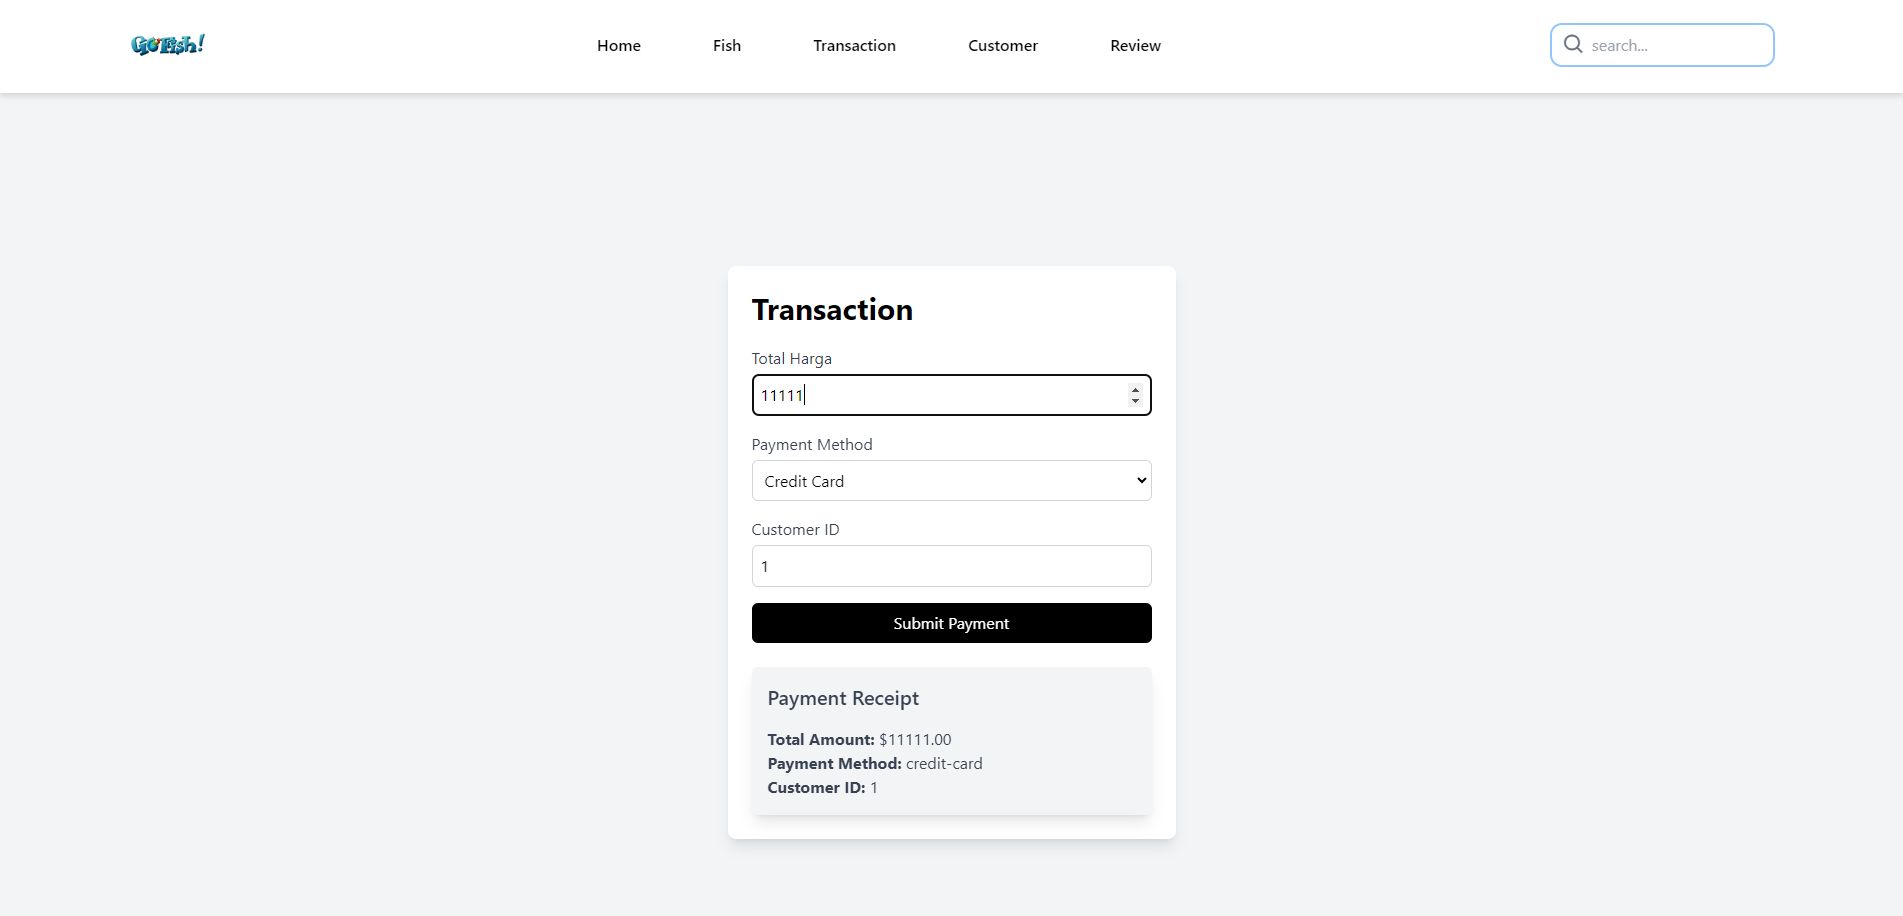 GoFish!
Home
Fish
Transaction
Customer
Review
search...
Transaction
Total Harga
11111
Payment Method
Credit Card
Customer ID
1
Submit Payment
Payment Receipt
Total Amount: $11111.00
Payment Method: credit-card
Customer ID: 1